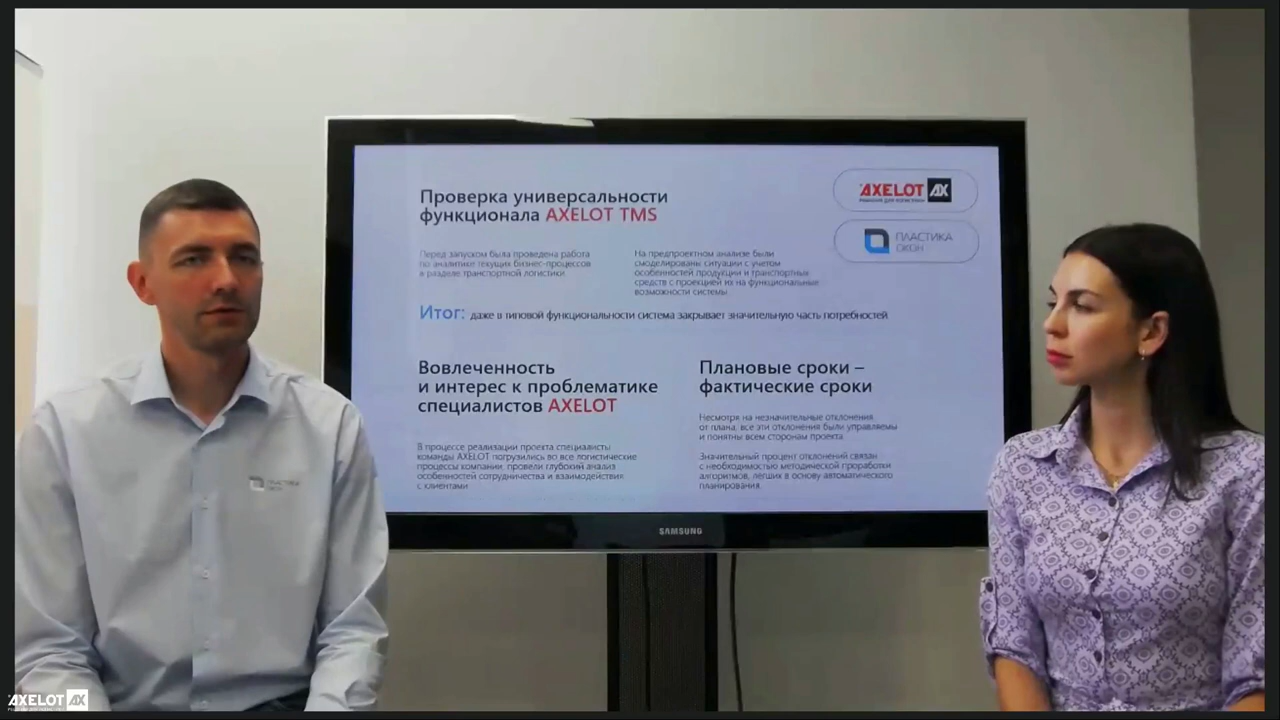 Проверка универсальности
функционала AXELOT TMS
AXELOT AX
ПЛАСТИКА
ОКОН
Перед запуском была проведена работа
по аналитике текущих бизнес-процессов
в разделе транспортной логистики
На предпроектном анализе были
смоделированы ситуации с учетом
особенностей продукции и транспортных
средств с проекцией их на функциональные
возможности системы
Итог: даже в типовой функциональности система закрывает значительную часть потребностей
Вовлеченность
и интерес к проблематике
специалистов AXELOT
В процессе реализации проекта специалисты
команды AXELOT погрузились во все логистические
процессы компании, провели глубокий анализ
особенностей сотрудничества и взаимодействия
с клиентами
Плановые сроки –
фактические сроки
Несмотря на незначительные отклонения
от плана, все эти отклонения были управляемы
и понятны всем сторонам проекта
Значительный процент отклонений связан
с необходимостью методической проработки
алгоритмов, легших в основу автоматического
планирования
SAMSUNG
ПЛАСТИКА
ОКОН
AXELOT AX